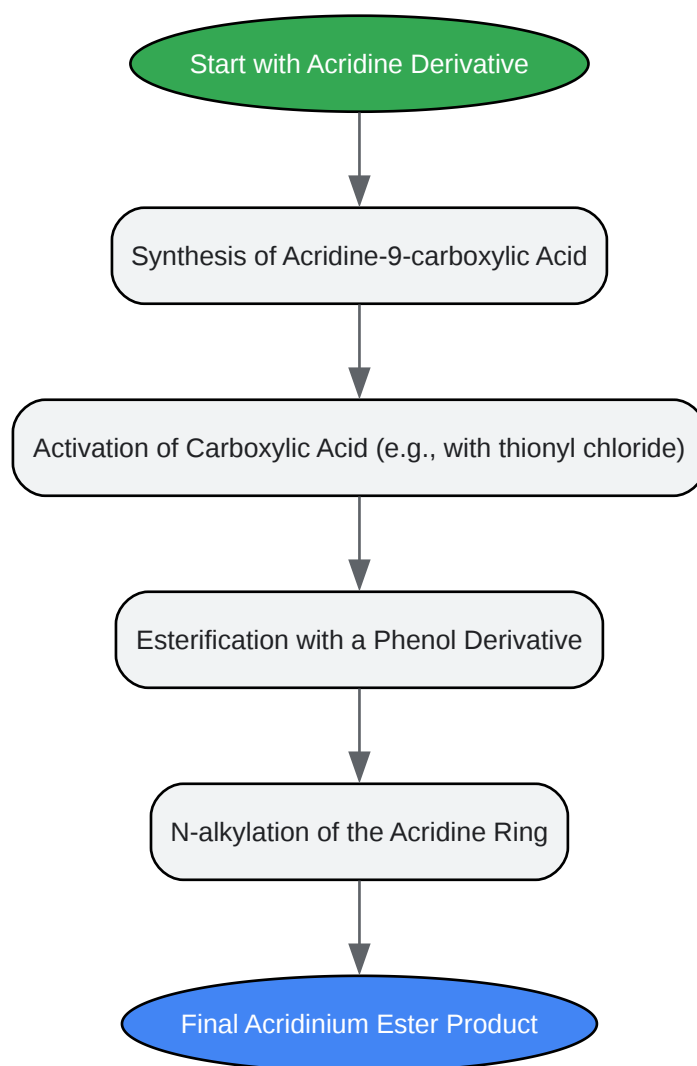 Start with Acridine Derivative
Synthesis of Acridine-9-carboxylic Acid
Activation of Carboxylic Acid (e.g., with thionyl chloride)
Esterification with a Phenol Derivative
N-alkylation of the Acridine Ring
Final Acridinium Ester Product